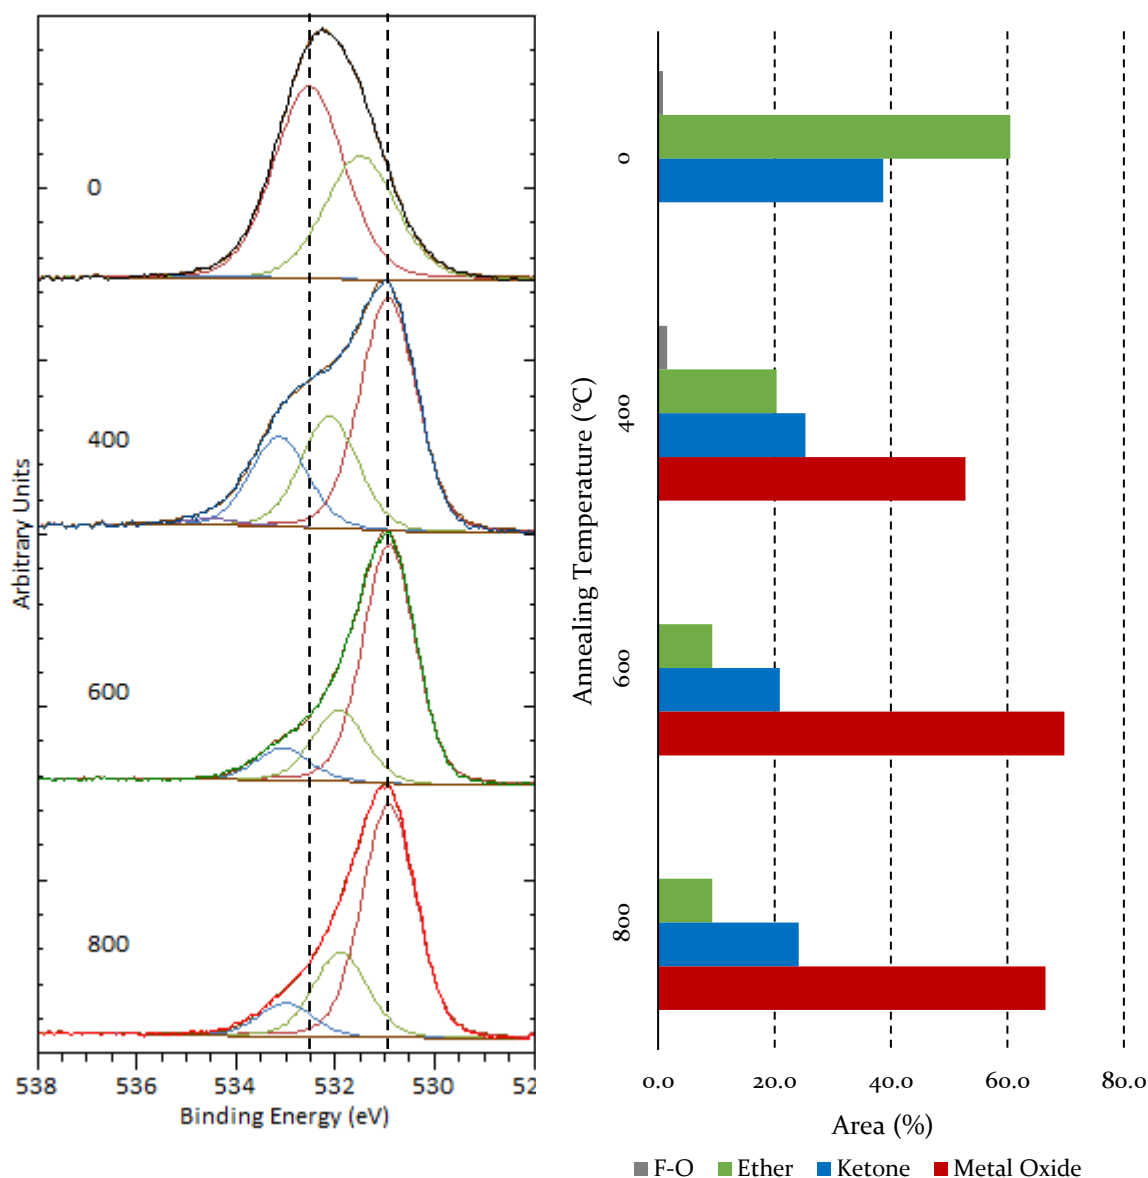 0
400
600
800
Arbitrary Units
538 536 534 532 530 52
Binding Energy (eV)
Annealing Temperature (°C)
0
400
600
800
0.0 20.0 40.0 60.0 80.0
Area (%)
F-O Ether Ketone Metal Oxide